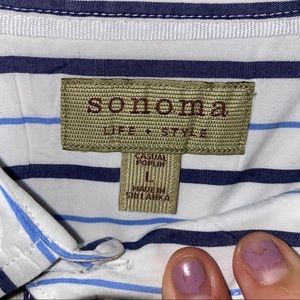 sonoma
LIFE + STYLE
CASUAL
POPLIN
L
MADE IN
SRI LANKA